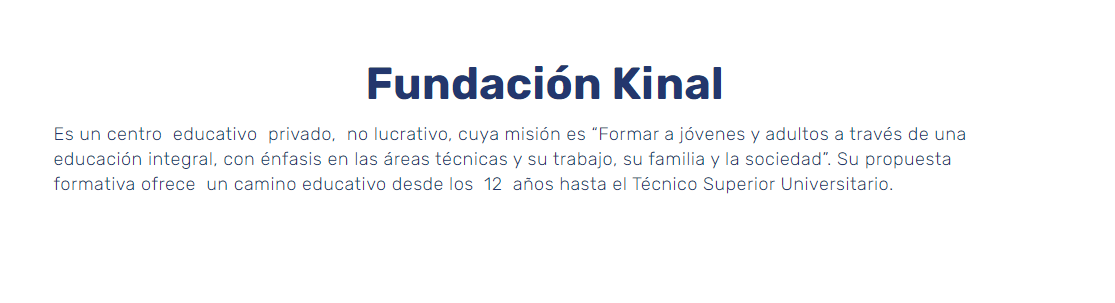 Fundación Kinal
Es un centro educativo privado, no lucrativo, cuya misión es “Formar a jóvenes y adultos a través de una
educación integral, con énfasis en las áreas técnicas y su trabajo, su familia y la sociedad”. Su propuesta
formativa ofrece un camino educativo desde los 12 años hasta el Técnico Superior Universitario.